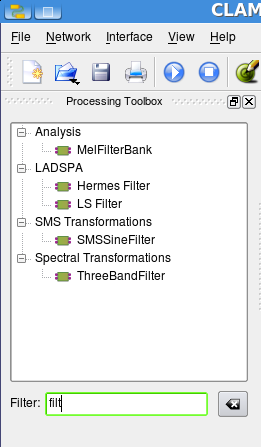 CLAM
File Network Interface View Help
Processing Toolbox
Analysis
MelFilterBank
LADSPA
Hermes Filter
LS Filter
SMS Transformations
SMSSineFilter
Spectral Transformations
ThreeBandFilter
Filter: filt